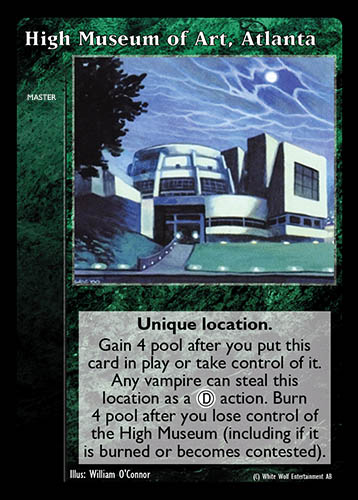 High Museum of Art, Atlanta
MASTER
Unique location.
Gain 4 pool after you put this
card in play or take control of it.
Any vampire can steal this
location as a Ⓓ action. Burn
4 pool after you lose control of
the High Museum (including if it
is burned or becomes contested).
Illus: William O'Connor
(C) White Wolf Entertainment AB